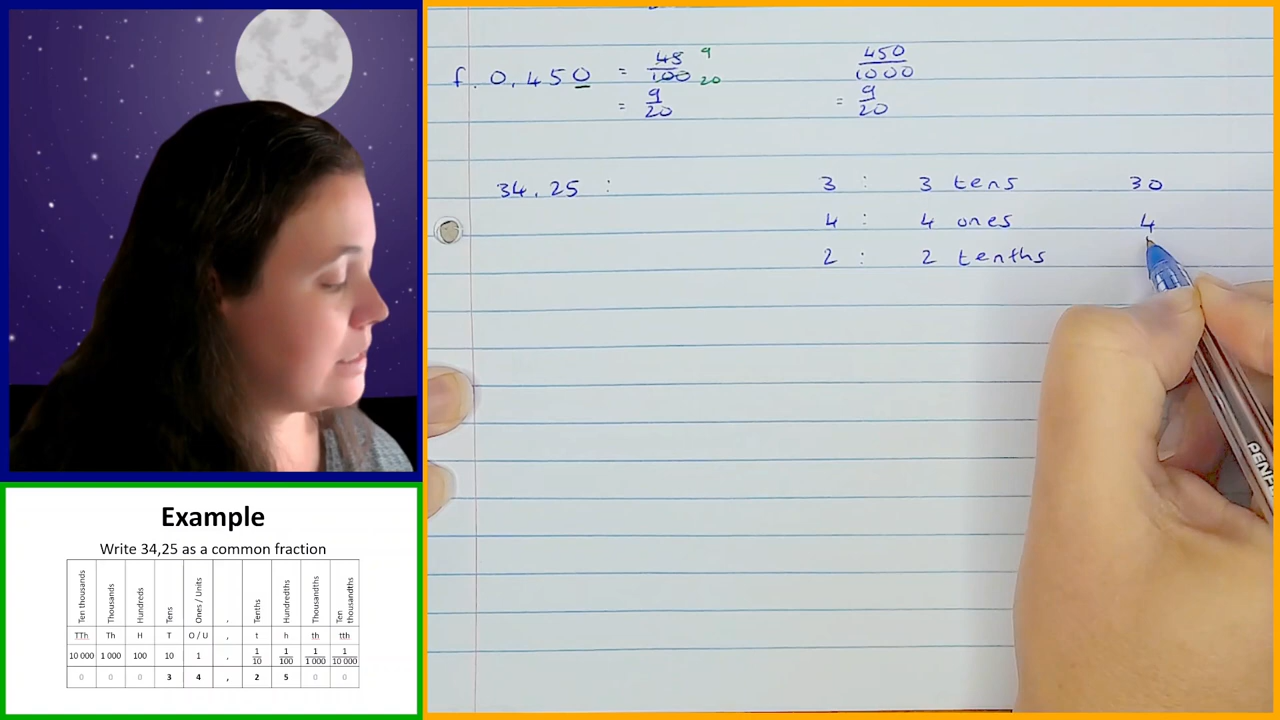 f. 0,450 = 45/100 9 20 450/1000
= 9/20 = 9/20
34,25 : 3 : 3 tens 30
4 : 4 ones 4
2 : 2 tenths
Example
Write 34,25 as a common fraction
Ten thousands Thousands Hundreds Tens Ones / Units , Tenths Hundredths Thousandths Ten thousandths
TTh Th H T O / U , t h th tth
10 000 1 000 100 10 1 , 1/10 1/100 1/1 000 1/10 000
0 0 0 3 4 , 2 5 0 0